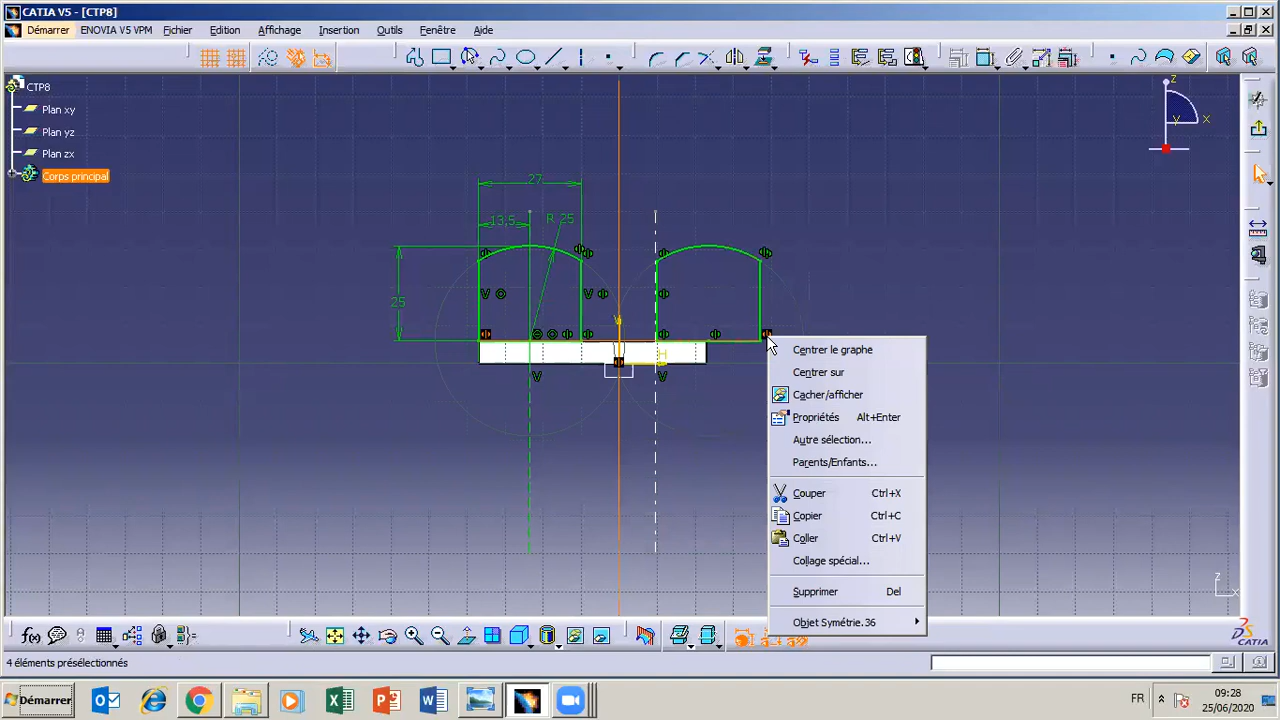 CATIA V5 - [CTP8]
Démarrer ENOVIA V5 VPM Fichier Edition Affichage Insertion Outils Fenêtre Aide
CTP8
Plan xy
Plan yz
Plan zx
Corps principal
z
x
y
27
13,5
R 25
25
V
V
V
H
V
V
Centrer le graphe
Centrer sur
Cacher/afficher
Propriétés Alt+Enter
Autre sélection...
Parents/Enfants...
Couper Ctrl+X
Copier Ctrl+C
Coller Ctrl+V
Collage spécial...
Supprimer Del
Objet Symétrie.36
z
x
f(x)
CATIA
4 éléments présélectionnés
Démarrer
FR
09:28
25/06/2020